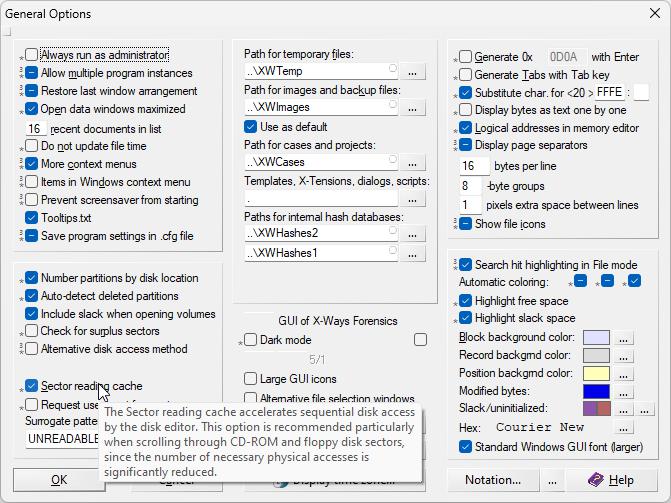 General Options
Always run as administrator
Allow multiple program instances
Restore last window arrangement
Open data windows maximized
16 recent documents in list
Do not update file time
More context menus
Items in Windows context menu
Prevent screensaver from starting
Tooltips.txt
Save program settings in .cfg file
Number partitions by disk location
Auto-detect deleted partitions
Include slack when opening volumes
Check for surplus sectors
Alternative disk access method
Sector reading cache
Surrogate
UNREADABLE
OK
Path for temporary files:
..\XWTemp
...
Path for images and backup files:
..\XWImages
...
Use as default
Path for cases and projects:
..\XWCases
...
Templates, X-Tensions, dialogs, scripts:
.
...
Paths for internal hash databases:
..\XWHashes2
...
..\XWHashes1
...
GUI of X-Ways Forensics
Dark mode
5/1
Large GUI icons
Alternative file selection windows
The Sector reading cache accelerates sequential disk access
by the disk editor. This option is recommended particularly
when scrolling through CD-ROM and floppy disk sectors,
since the number of necessary physical accesses is
significantly reduced.
Generate 0x 0D0A with Enter
Generate Tabs with Tab key
Substitute char. for <20 > FFFE :
Display bytes as text one by one
Logical addresses in memory editor
Display page separators
16 bytes per line
8 -byte groups
1 pixels extra space between lines
Show file icons
Search hit highlighting in File mode
Automatic coloring:
Highlight free space
Highlight slack space
Block background color: ...
Record backgrnd color: ...
Position backgrnd color: ...
Modified bytes: ...
Slack/uninitialized: ... ...
Hex: Courier New ...
Standard Windows GUI font (larger)
Notation...
...
Help